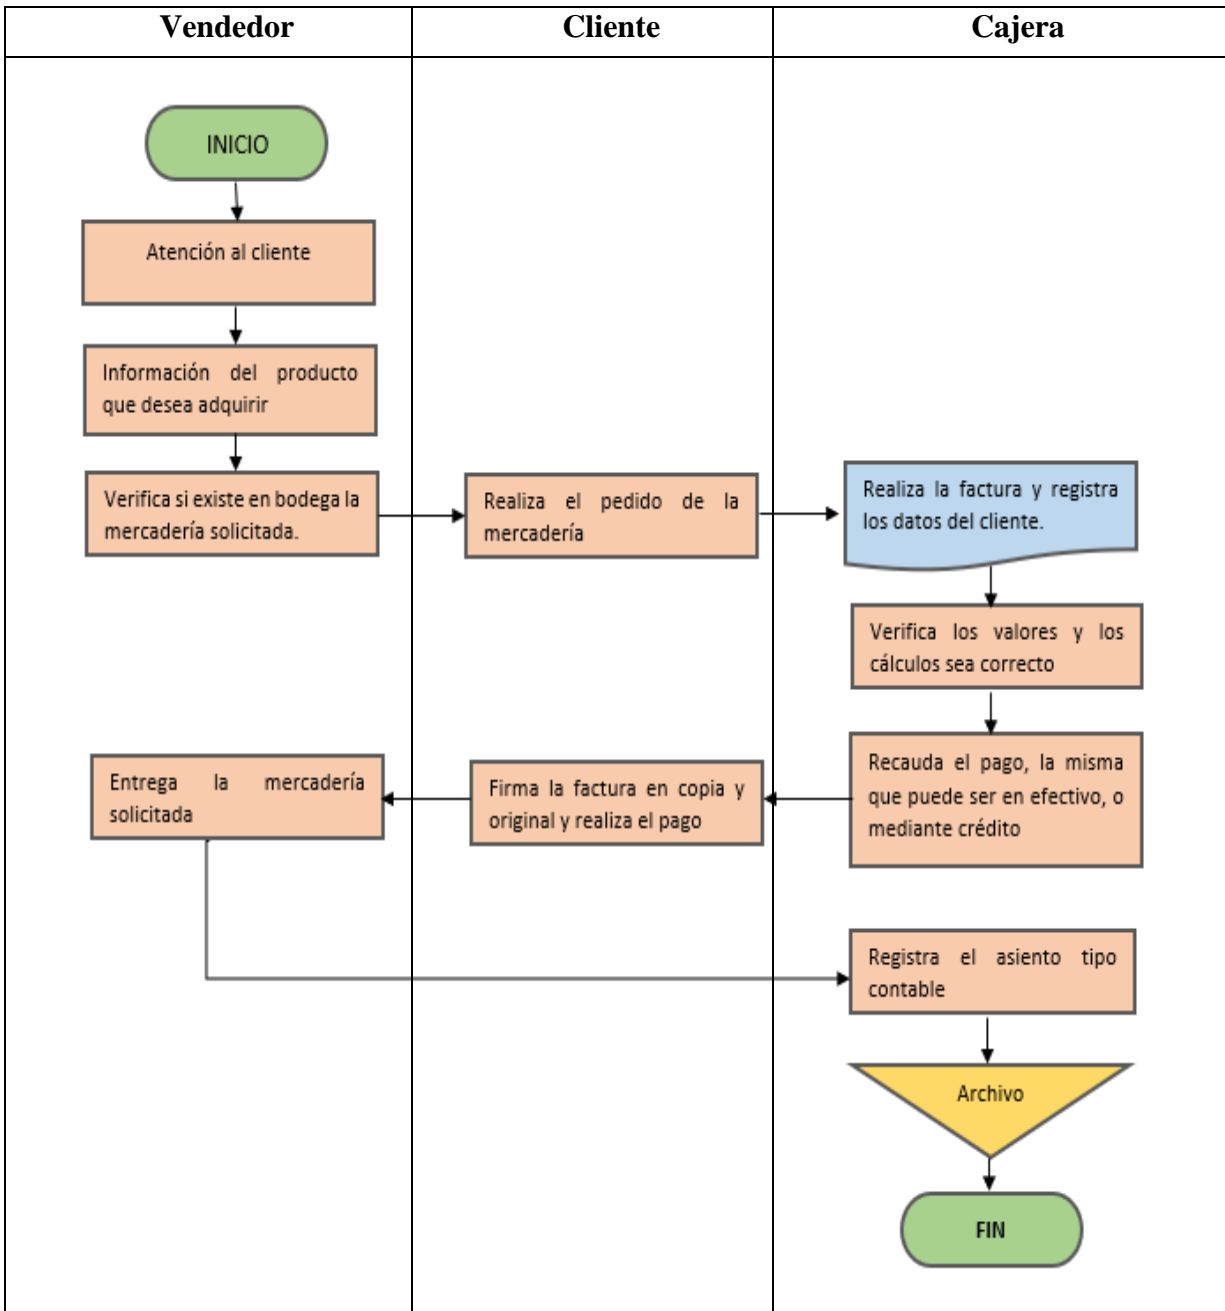 Vendedor
Cliente
Cajera
INICIO
Atención al cliente
Información del producto
que desea adquirir
Verifica si existe en bodega la
mercadería solicitada.
Realiza el pedido de la
mercadería
Realiza la factura y registra
los datos del cliente.
Verifica los valores y los
cálculos sea correcto
Recauda el pago, la misma
que puede ser en efectivo, o
mediante crédito
Firma la factura en copia y
original y realiza el pago
Entrega la mercadería
solicitada
Registra el asiento tipo
contable
Archivo
FIN